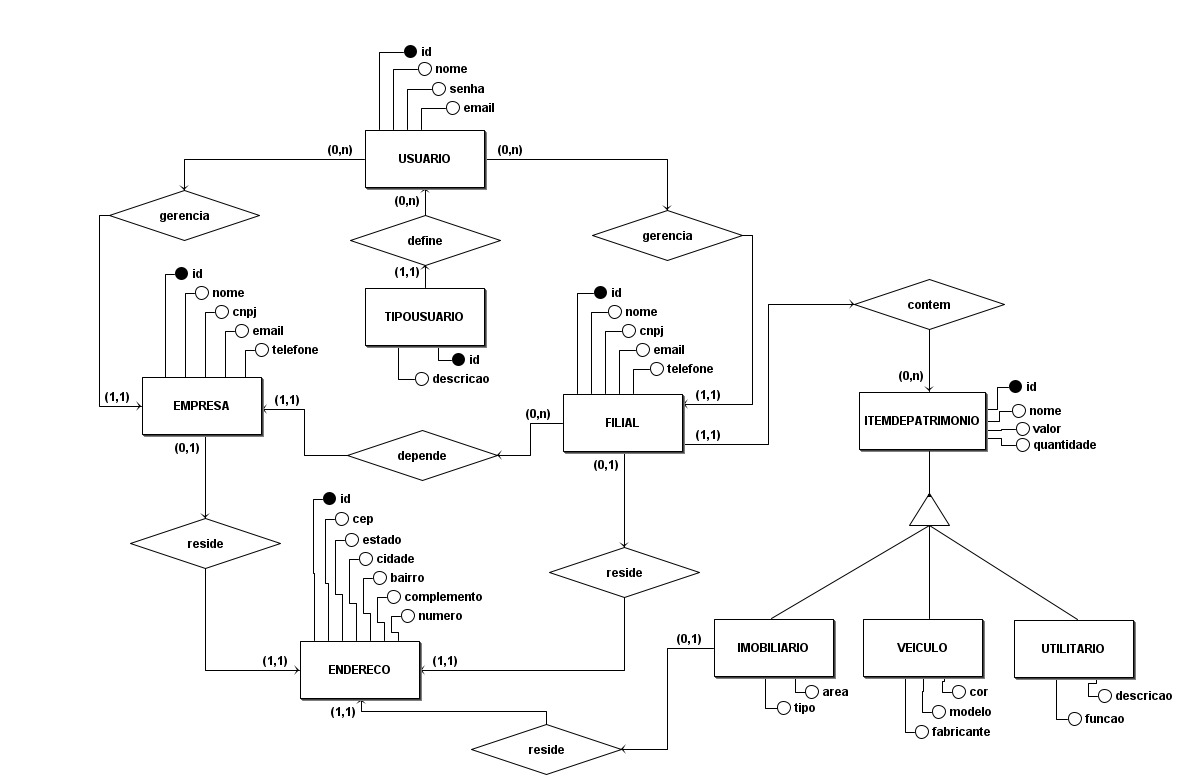 id
nome
senha
email
(0,n)
USUARIO
(0,n)
gerencia
(0,n)
define
gerencia
(1,1)
id
nome
cnpj
email
telefone
TIPOUSUARIO
id
descricao
id
nome
cnpj
email
telefone
contem
(0,n)
(1,1)
EMPRESA
(1,1)
(0,n)
FILIAL
(1,1)
(1,1)
ITEMDEPATRIMONIO
id
nome
valor
quantidade
(0,1)
depende
(0,1)
id
cep
estado
cidade
bairro
complemento
numero
reside
reside
(1,1)
ENDERECO
(1,1)
(0,1)
IMOBILIARIO
VEICULO
UTILITARIO
area
tipo
cor
modelo
fabricante
descricao
funcao
(1,1)
reside